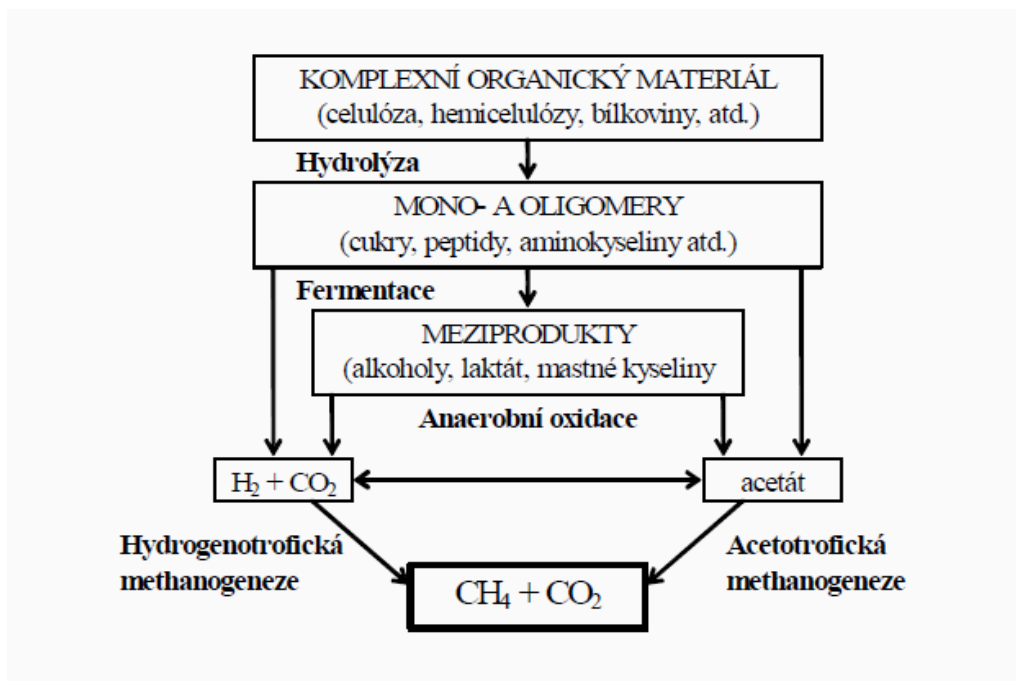 KOMPLEXNÍ ORGANICKÝ MATERIÁL
(celulóza, hemicelulózy, bílkoviny, atd.)
Hydrolýza
MONO- A OLIGOMERY
(cukry, peptidy, aminokyseliny atd.)
Fermentace
MEZIPRODUKTY
(alkoholy, laktát, mastné kyseliny
Anaerobní oxidace
H₂ + CO₂
acetát
Hydrogenotrofická
methanogeneze
Acetotrofická
methanogeneze
CH₄ + CO₂